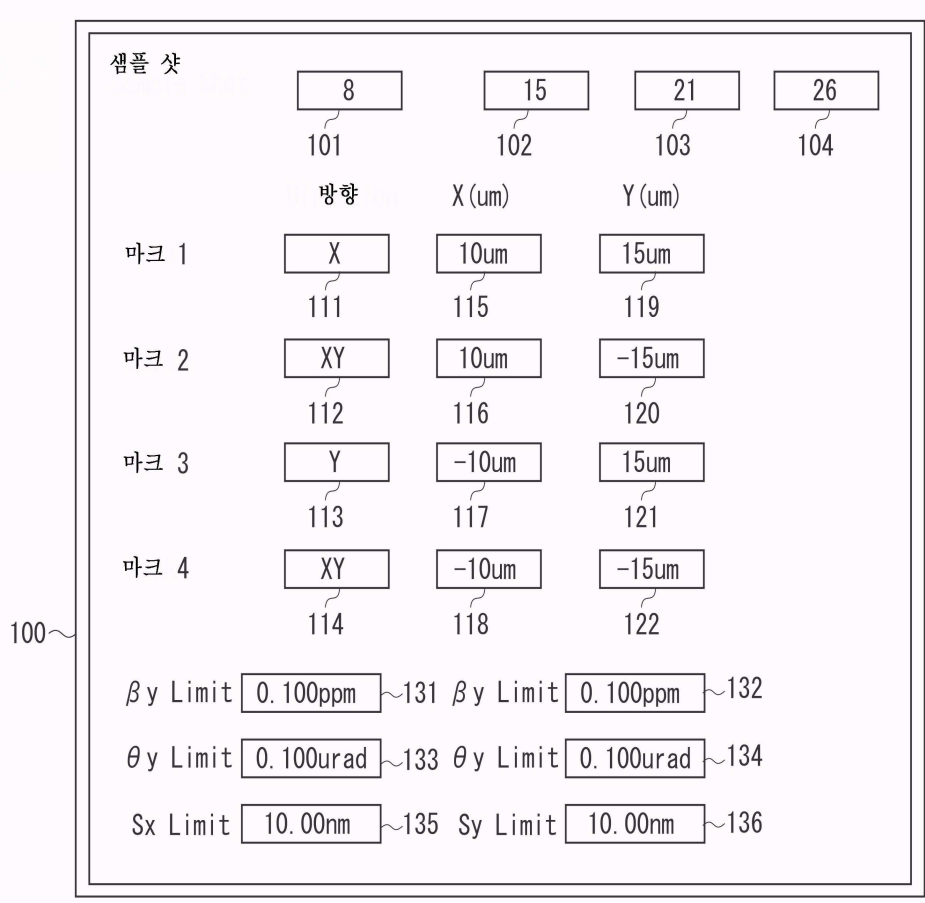 샘플 샷
8 15 21 26
101 102 103 104
방향 X(um) Y(um)
마크 1 X 10um 15um
111 115 119
마크 2 XY 10um -15um
112 116 120
마크 3 Y -10um 15um
113 117 121
마크 4 XY -10um -15um
114 118 122
100
βy Limit 0.100ppm 131 βy Limit 0.100ppm 132
θy Limit 0.100urad 133 θy Limit 0.100urad 134
Sx Limit 10.00nm 135 Sy Limit 10.00nm 136